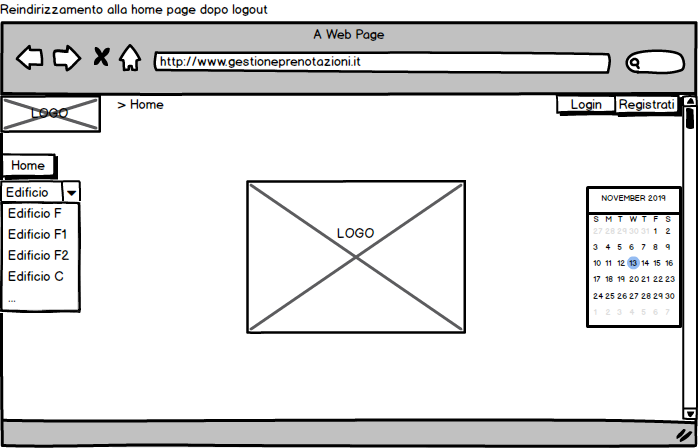 Reindirizzamento alla home page dopo logout
A Web Page
http://www.gestioneprenotazioni.it
LOGO
> Home
Login
Registrati
Home
Edificio
Edificio F
Edificio F1
Edificio F2
Edificio C
...
LOGO
NOVEMBER 2019
S M T W T F S
27 28 29 30 31 1 2
3 4 5 6 7 8 9
10 11 12 13 14 15 16
17 18 19 20 21 22 23
24 25 26 27 28 29 30
1 2 3 4 5 6 7